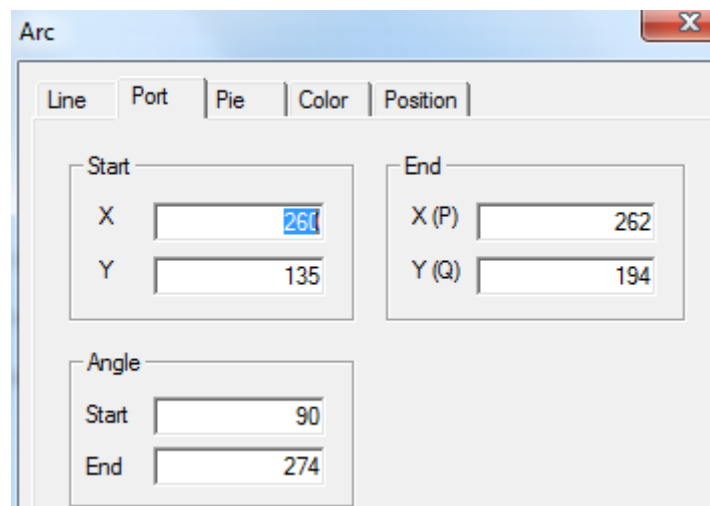 Arc
Line Port Pie Color Position
Start
X 260
Y 135
End
X (P) 262
Y (Q) 194
Angle
Start 90
End 274